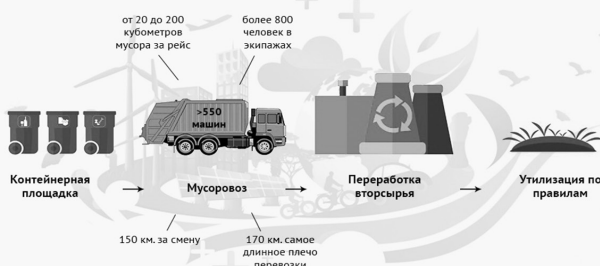 от 20 до 200
кубометров
мусора за рейс
более 800
человек в
экипажах
>550
машин
Контейнерная
площадка
Мусоровоз
Переработка
вторсырья
Утилизация по
правилам
150 км. за смену
170 км. самое
длинное плечо
перевозки